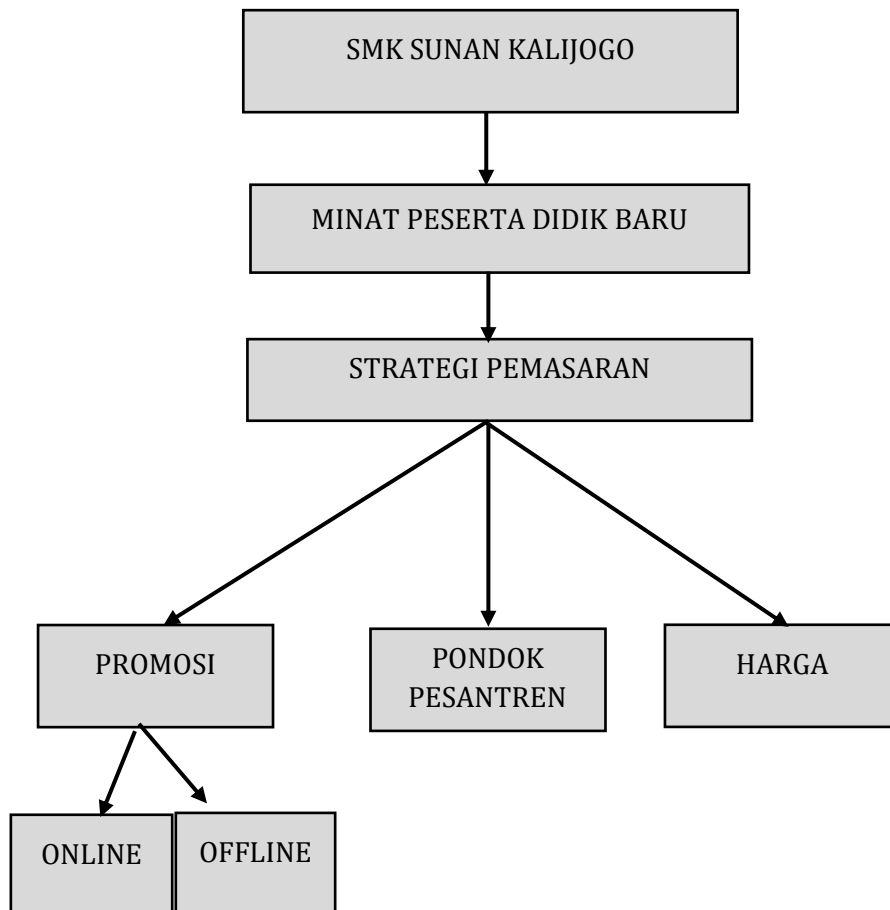 SMK SUNAN KALIJOGO
MINAT PESERTA DIDIK BARU
STRATEGI PEMASARAN
PROMOSI
PONDOK
PESANTREN
HARGA
ONLINE
OFFLINE